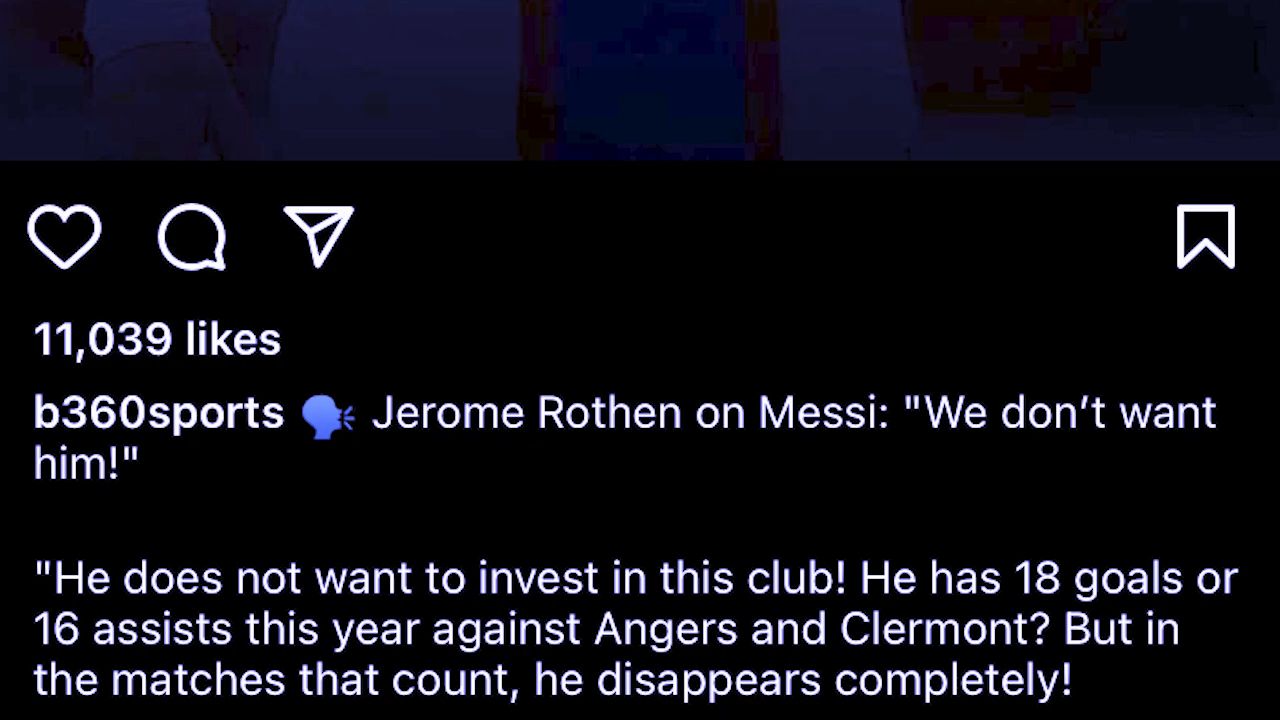 11,039 likes
b360sports 🗣️ Jerome Rothen on Messi: "We don’t want
him!"
"He does not want to invest in this club! He has 18 goals or
16 assists this year against Angers and Clermont? But in
the matches that count, he disappears completely!